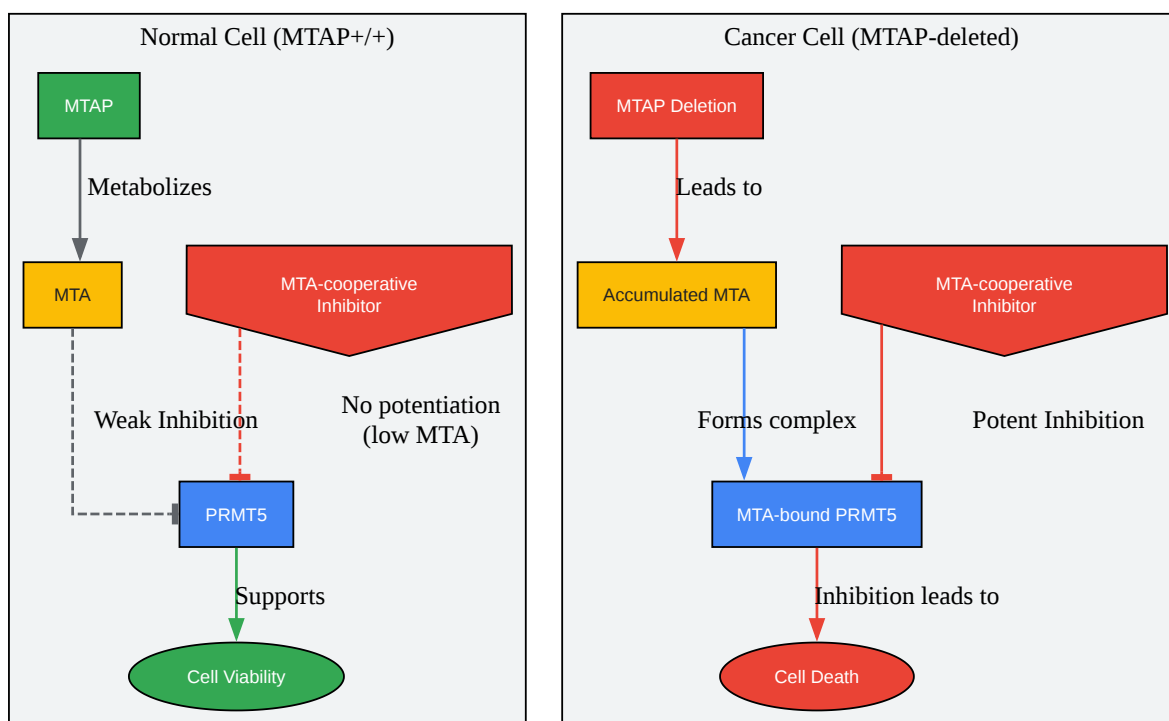 Normal Cell (MTAP+/+)
MTAP
Metabolizes
MTA
MTA-cooperative
Inhibitor
Weak Inhibition
No potentiation
(low MTA)
PRMT5
Supports
Cell Viability
Cancer Cell (MTAP-deleted)
MTAP Deletion
Leads to
Accumulated MTA
MTA-cooperative
Inhibitor
Forms complex
Potent Inhibition
MTA-bound PRMT5
Inhibition leads to
Cell Death